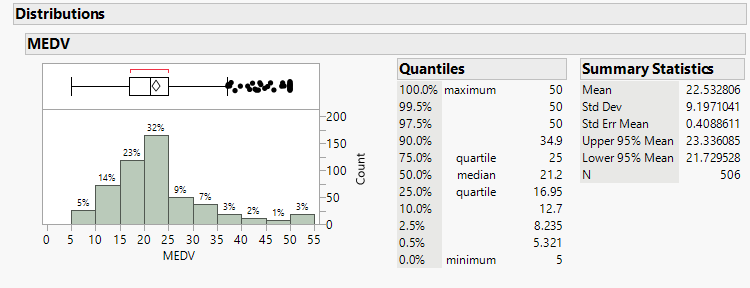 Distributions
MEDV
200
150
100
50
0
Count
32%
23%
14%
9%
7%
5%
3%
2%
1%
3%
0 5 10 15 20 25 30 35 40 45 50 55
MEDV
Quantiles
100.0% maximum 50
99.5% 50
97.5% 50
90.0% 34.9
75.0% quartile 25
50.0% median 21.2
25.0% quartile 16.95
10.0% 12.7
2.5% 8.235
0.5% 5.321
0.0% minimum 5
Summary Statistics
Mean 22.532806
Std Dev 9.1971041
Std Err Mean 0.4088611
Upper 95% Mean 23.336085
Lower 95% Mean 21.729528
N 506